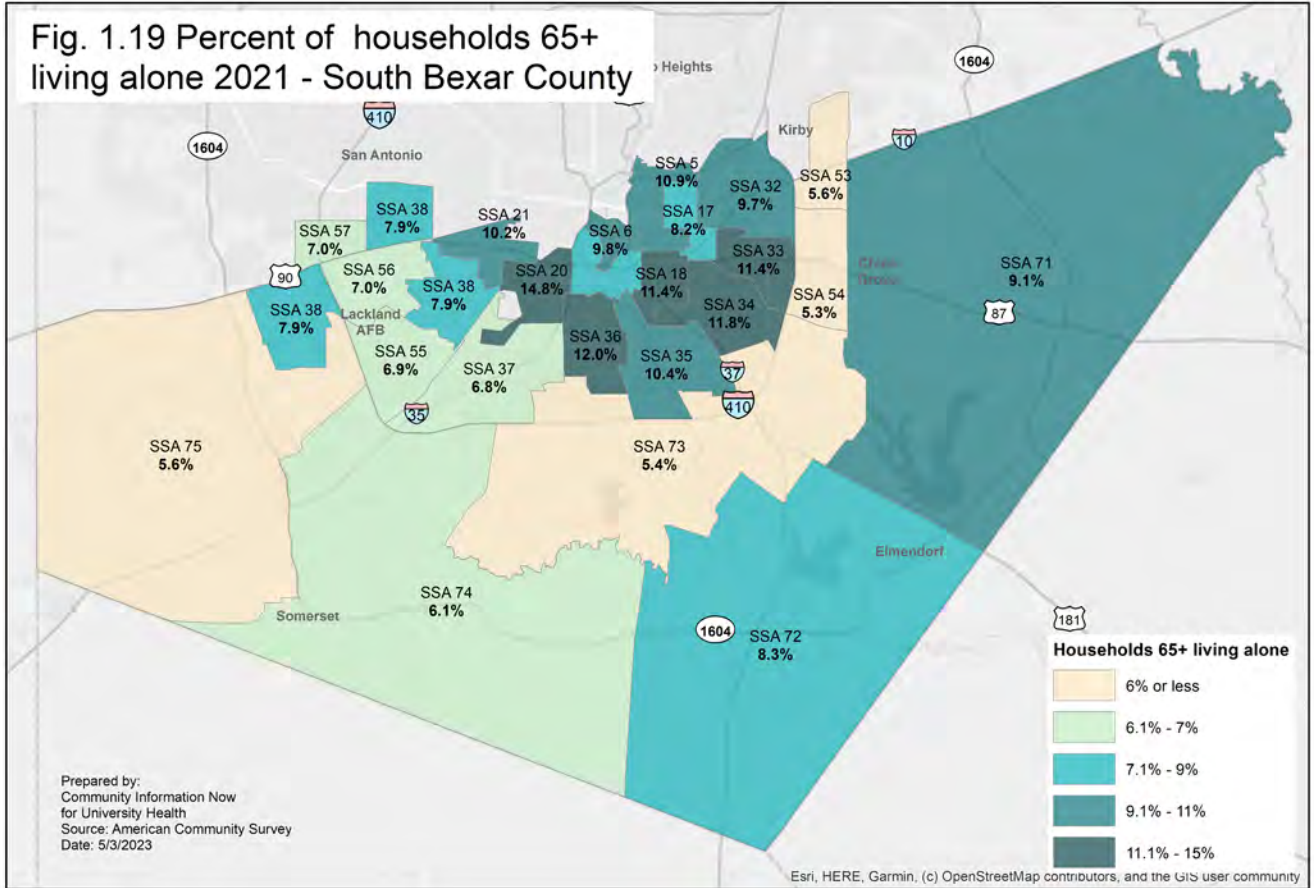 Fig. 1.19 Percent of households 65+
living alone 2021 - South Bexar County
Heights
1604
410
1604
San Antonio
Kirby
10
SSA 5
10.9%
SSA 32
9.7%
SSA 53
5.6%
SSA 38
7.9%
SSA 21
10.2%
SSA 17
8.2%
SSA 57
7.0%
SSA 6
9.8%
SSA 33
11.4%
90
SSA 56
7.0%
SSA 38
7.9%
SSA 20
14.8%
SSA 18
11.4%
SSA 71
9.1%
SSA 38
7.9%
Lackland
AFB
SSA 34
11.8%
SSA 54
5.3%
87
SSA 55
6.9%
SSA 37
6.8%
SSA 36
12.0%
SSA 35
10.4%
37
410
35
SSA 75
5.6%
SSA 73
5.4%
Elmendorf
SSA 74
6.1%
Somerset
1604
SSA 72
8.3%
181
Households 65+ living alone
6% or less
6.1% - 7%
7.1% - 9%
9.1% - 11%
11.1% - 15%
Prepared by:
Community Information Now
for University Health
Source: American Community Survey
Date: 5/3/2023
Esri, HERE, Garmin, (c) OpenStreetMap contributors, and the GIS user community